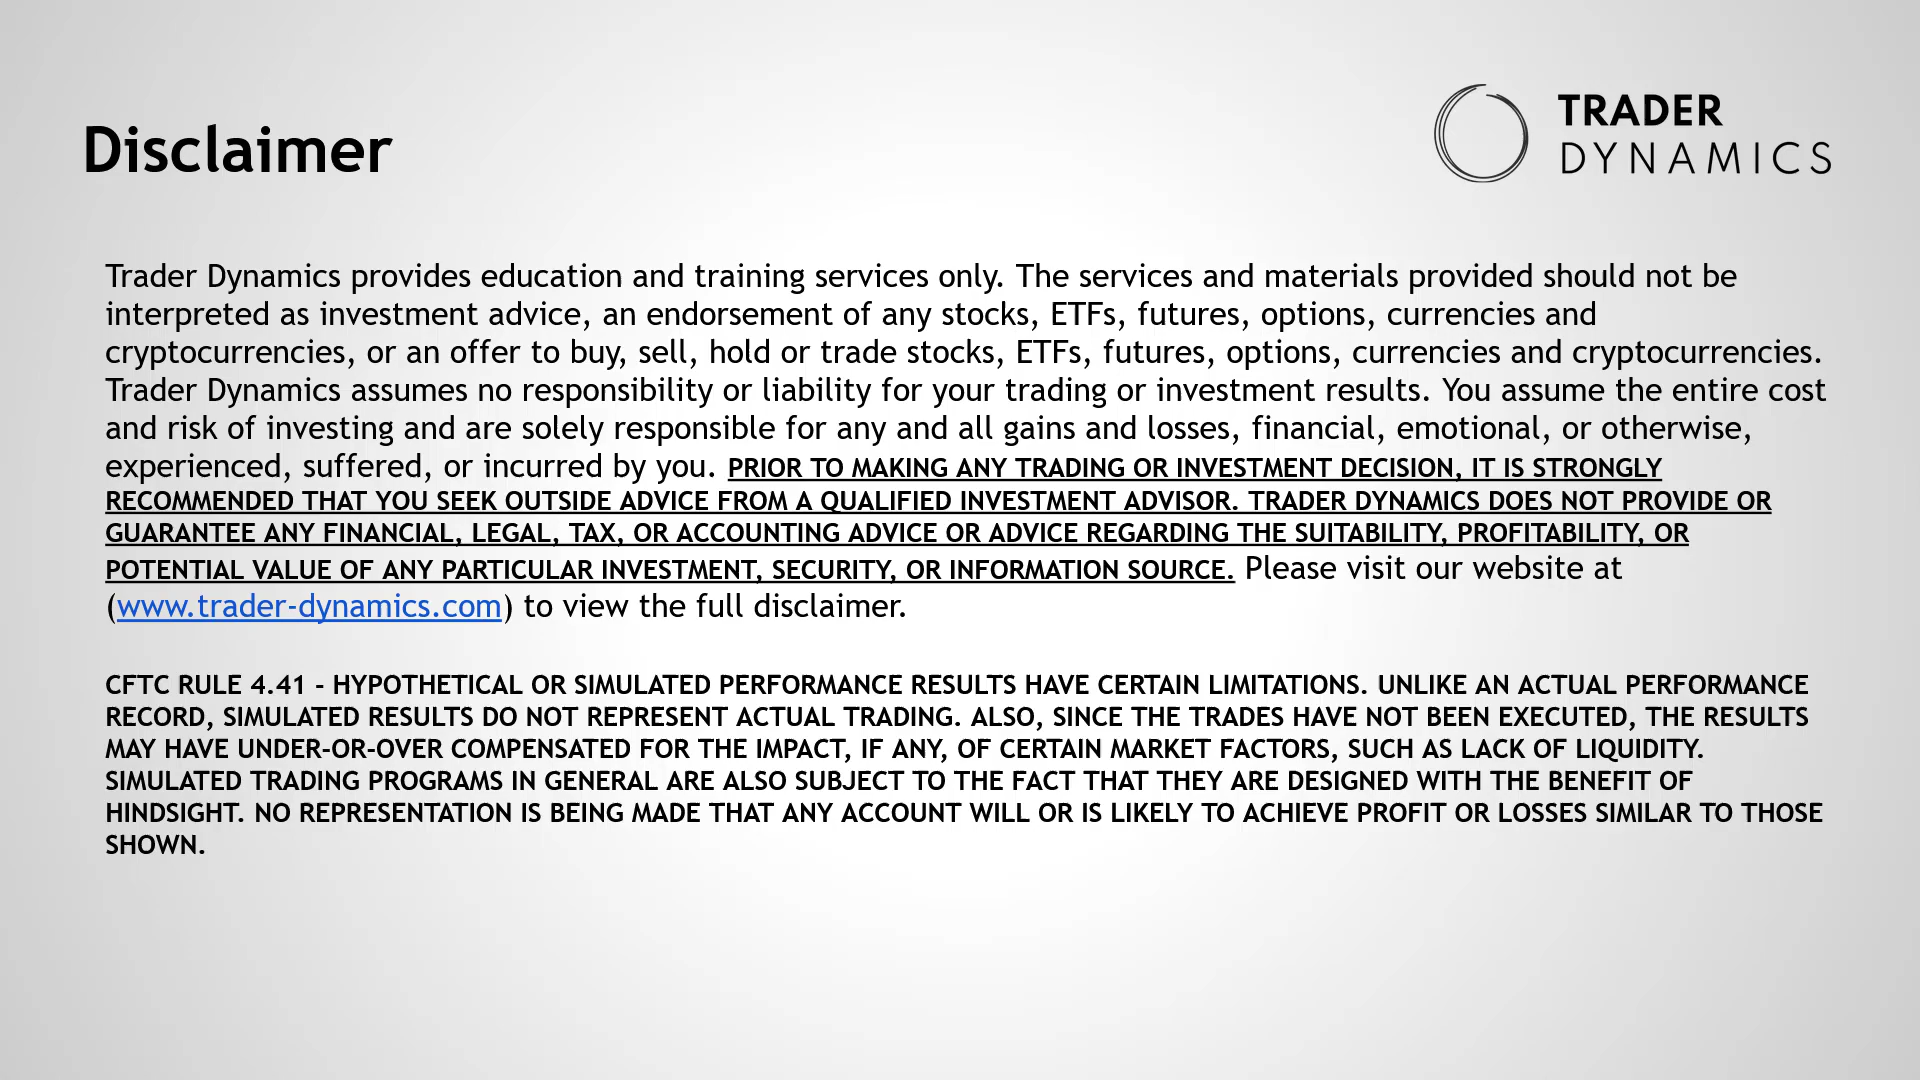 Disclaimer
TRADER
DYNAMICS
Trader Dynamics provides education and training services only. The services and materials provided should not be
interpreted as investment advice, an endorsement of any stocks, ETFs, futures, options, currencies and
cryptocurrencies, or an offer to buy, sell, hold or trade stocks, ETFs, futures, options, currencies and cryptocurrencies.
Trader Dynamics assumes no responsibility or liability for your trading or investment results. You assume the entire cost
and risk of investing and are solely responsible for any and all gains and losses, financial, emotional, or otherwise,
experienced, suffered, or incurred by you. PRIOR TO MAKING ANY TRADING OR INVESTMENT DECISION, IT IS STRONGLY
RECOMMENDED THAT YOU SEEK OUTSIDE ADVICE FROM A QUALIFIED INVESTMENT ADVISOR. TRADER DYNAMICS DOES NOT PROVIDE OR
GUARANTEE ANY FINANCIAL, LEGAL, TAX, OR ACCOUNTING ADVICE OR ADVICE REGARDING THE SUITABILITY, PROFITABILITY, OR
POTENTIAL VALUE OF ANY PARTICULAR INVESTMENT, SECURITY, OR INFORMATION SOURCE. Please visit our website at
(www.trader-dynamics.com) to view the full disclaimer.
CFTC RULE 4.41 - HYPOTHETICAL OR SIMULATED PERFORMANCE RESULTS HAVE CERTAIN LIMITATIONS. UNLIKE AN ACTUAL PERFORMANCE
RECORD, SIMULATED RESULTS DO NOT REPRESENT ACTUAL TRADING. ALSO, SINCE THE TRADES HAVE NOT BEEN EXECUTED, THE RESULTS
MAY HAVE UNDER-OR-OVER COMPENSATED FOR THE IMPACT, IF ANY, OF CERTAIN MARKET FACTORS, SUCH AS LACK OF LIQUIDITY.
SIMULATED TRADING PROGRAMS IN GENERAL ARE ALSO SUBJECT TO THE FACT THAT THEY ARE DESIGNED WITH THE BENEFIT OF
HINDSIGHT. NO REPRESENTATION IS BEING MADE THAT ANY ACCOUNT WILL OR IS LIKELY TO ACHIEVE PROFIT OR LOSSES SIMILAR TO THOSE
SHOWN.